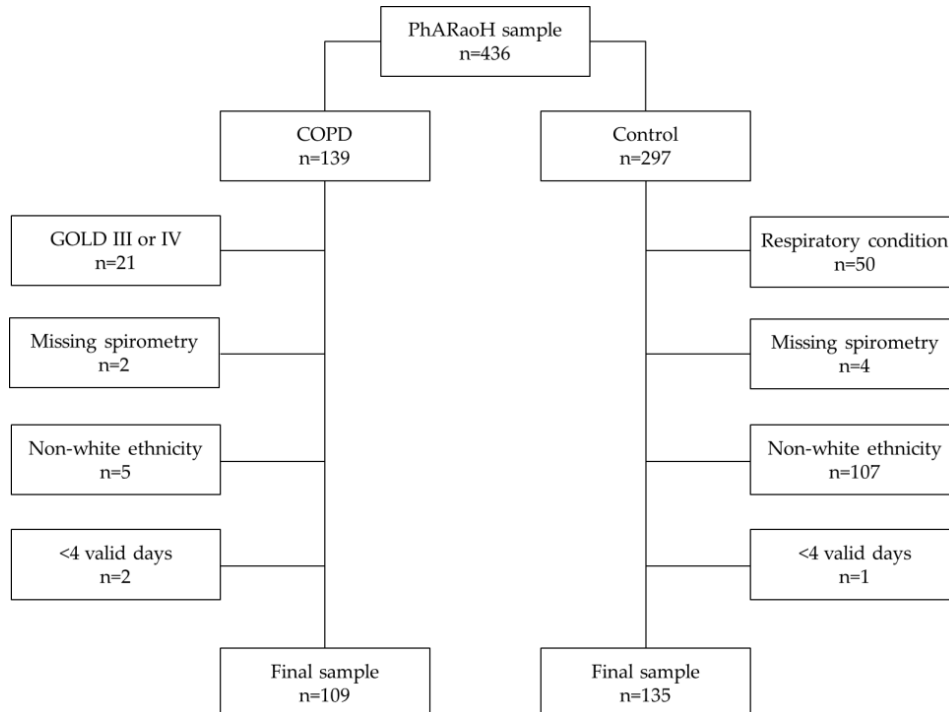 PhARaoH sample
n=436
COPD
n=139
Control
n=297
GOLD III or IV
n=21
Respiratory condition
n=50
Missing spirometry
n=2
Missing spirometry
n=4
Non-white ethnicity
n=5
Non-white ethnicity
n=107
<4 valid days
n=2
<4 valid days
n=1
Final sample
n=109
Final sample
n=135